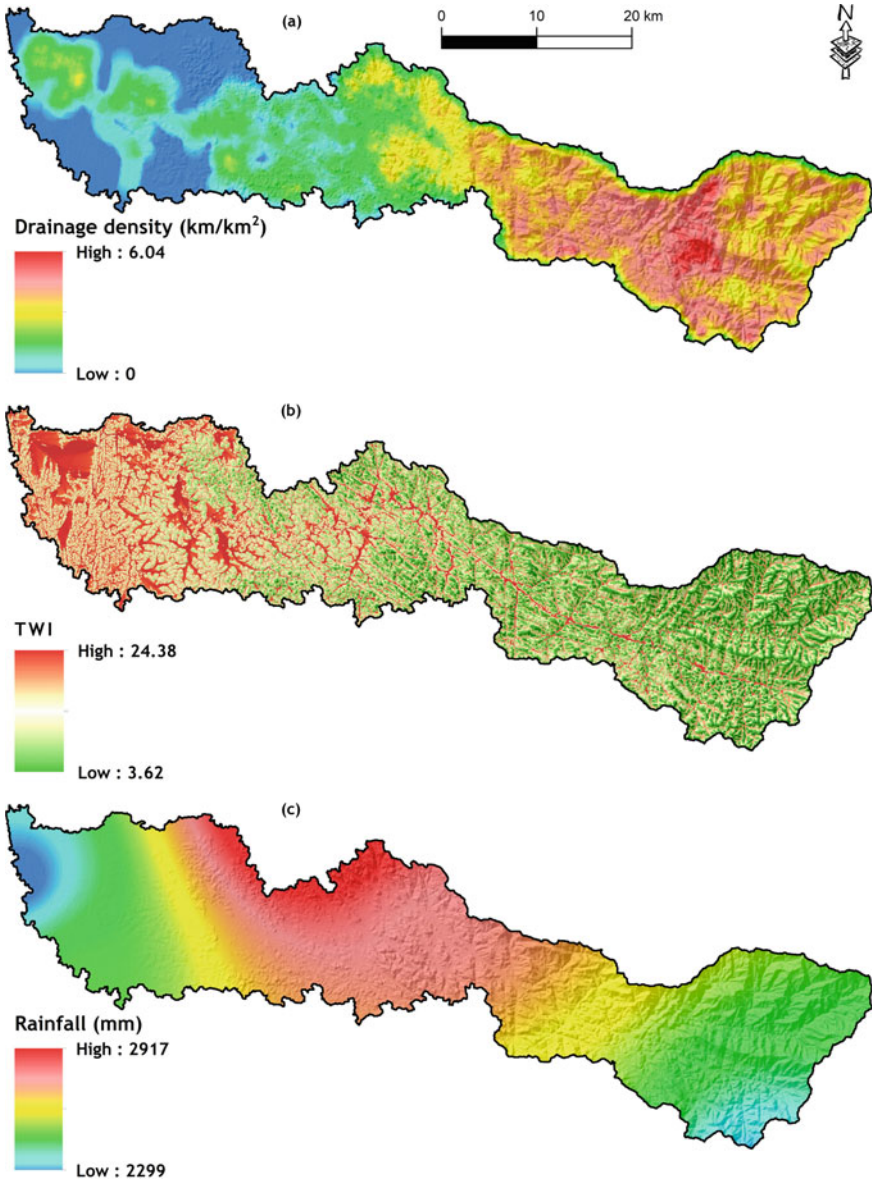 (a)
0 10 20 km
N
Drainage density (km/km²)
High : 6.04
Low : 0
(b)
TWI
High : 24.38
Low : 3.62
(c)
Rainfall (mm)
High : 2917
Low : 2299